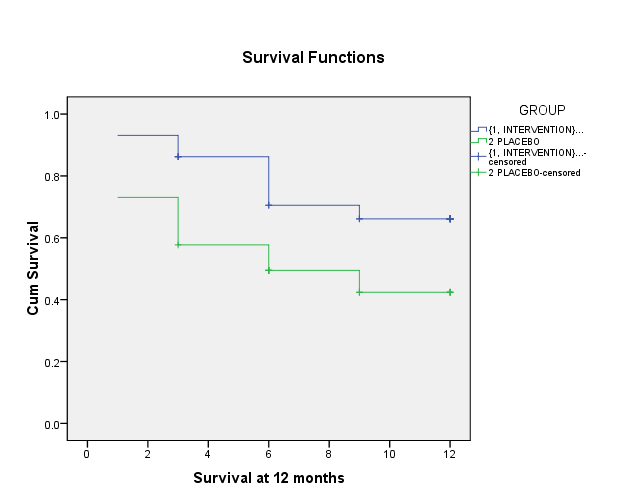 Survival Functions
GROUP
{1, INTERVENTION}...
2 PLACEBO
{1, INTERVENTION}...-
censored
2 PLACEBO-censored
Cum Survival
1.0
0.8
0.6
0.4
0.2
0.0
0 2 4 6 8 10 12
Survival at 12 months